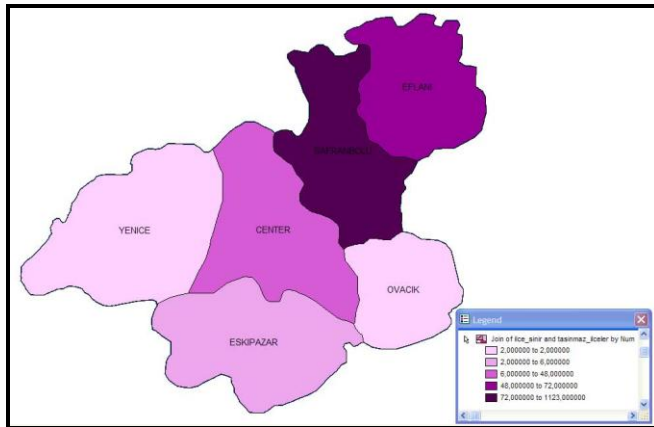 EFLANI
SAFRANBOLU
YENICE
CENTER
OVACIK
ESKIPAZAR
Legend
Join of ilce_sinir and tasinmaz_ilceler by Num
2,000000 to 2,000000
2,000000 to 6,000000
6,000000 to 48,000000
48,000000 to 72,000000
72,000000 to 1123,000000